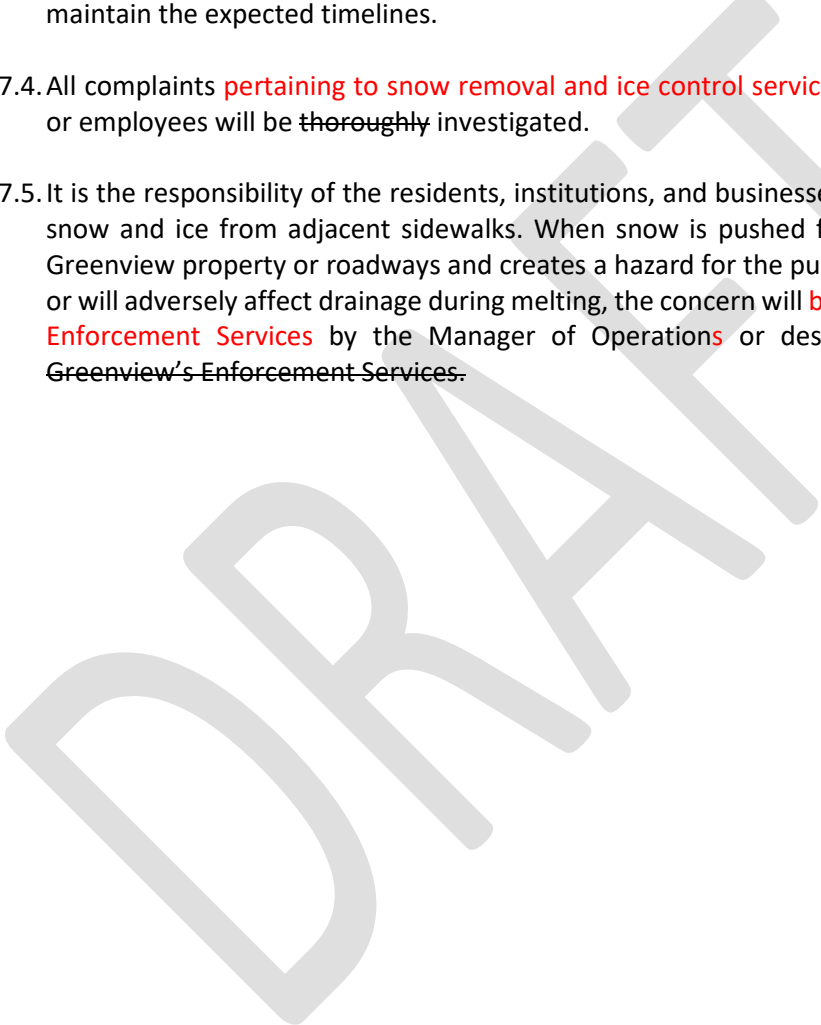 maintain the expected timelines.
7.4. All complaints pertaining to snow removal and ice control servic
or employees will be thoroughly investigated.
7.5. It is the responsibility of the residents, institutions, and businesse
snow and ice from adjacent sidewalks. When snow is pushed f
Greenview property or roadways and creates a hazard for the pu
or will adversely affect drainage during melting, the concern will b
Enforcement Services by the Manager of Operations or des
Greenview’s Enforcement Services.
DRAFT